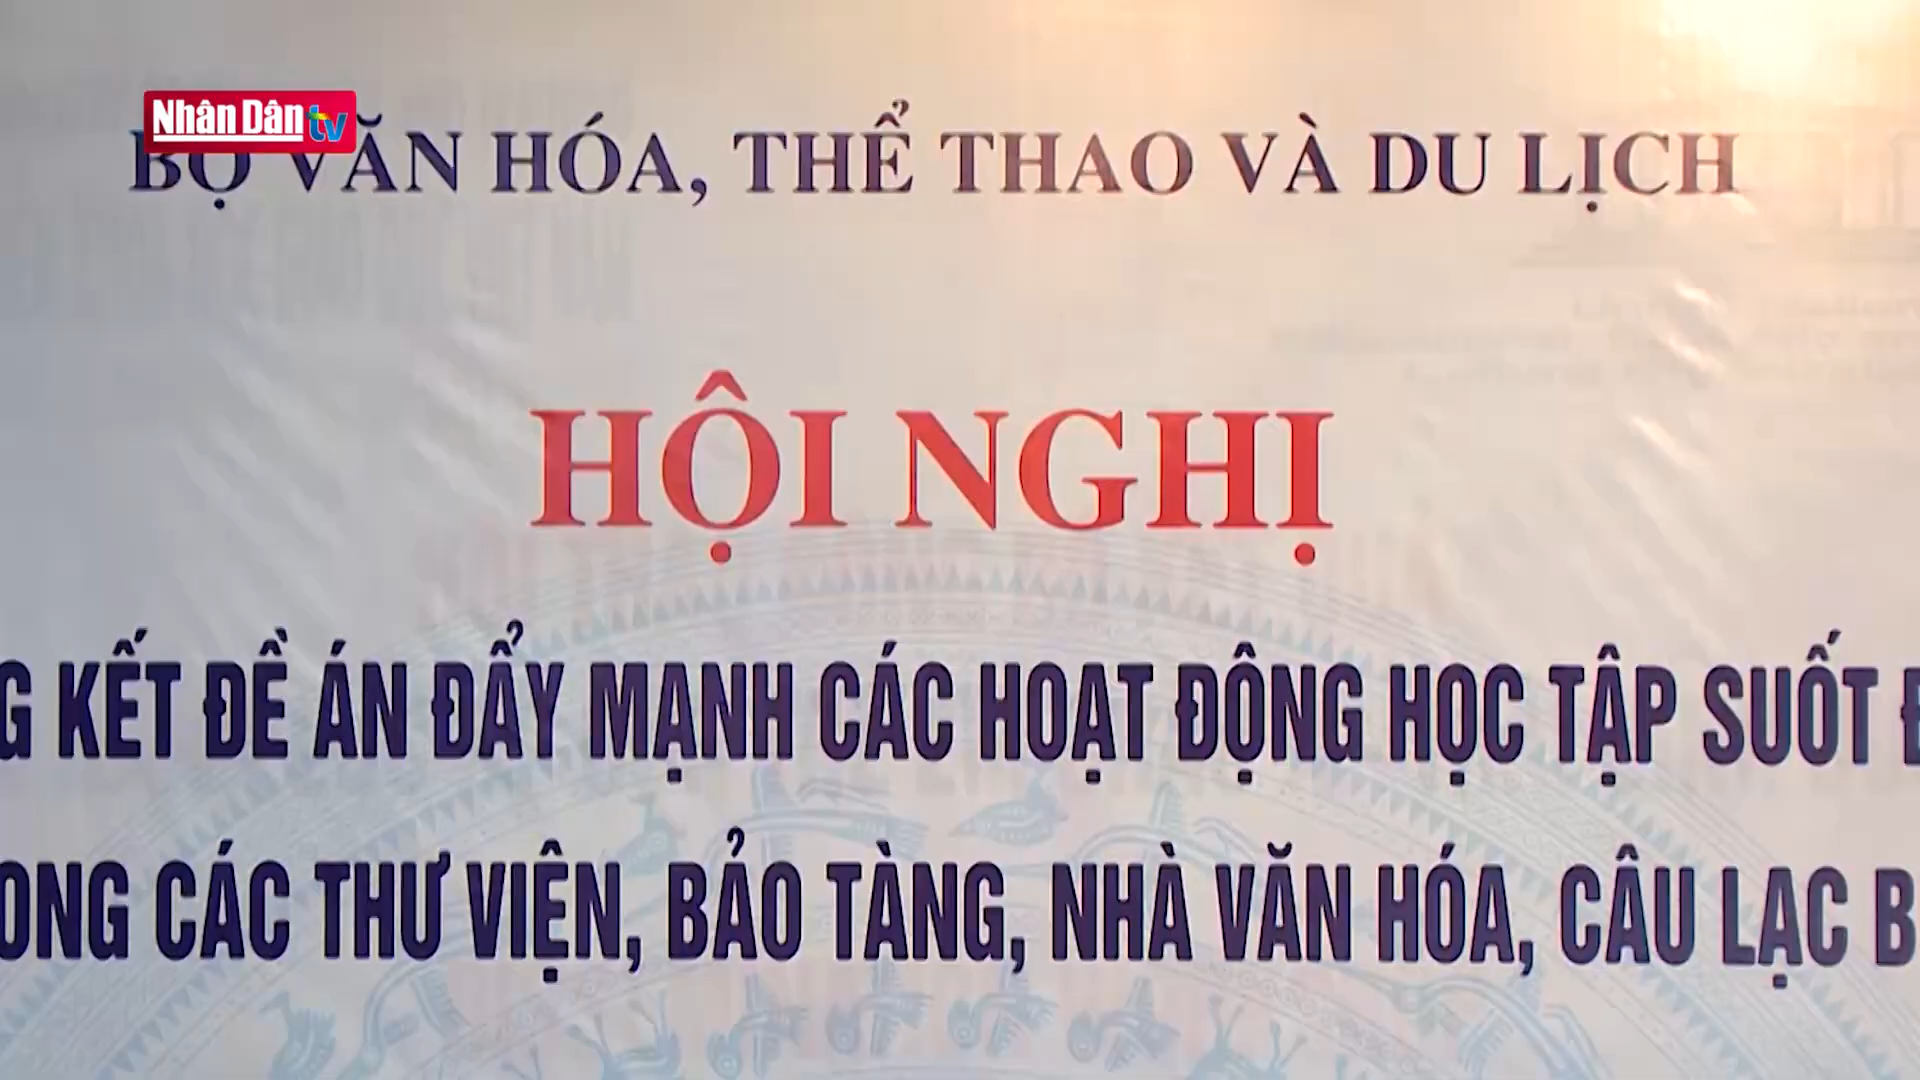 Nhân Dân tv
BỘ VĂN HÓA, THỂ THAO VÀ DU LỊCH
HỘI NGHỊ
G KẾT ĐỀ ÁN ĐẨY MẠNH CÁC HOẠT ĐỘNG HỌC TẬP SUỐT Đ
ONG CÁC THƯ VIỆN, BẢO TÀNG, NHÀ VĂN HÓA, CÂU LẠC B